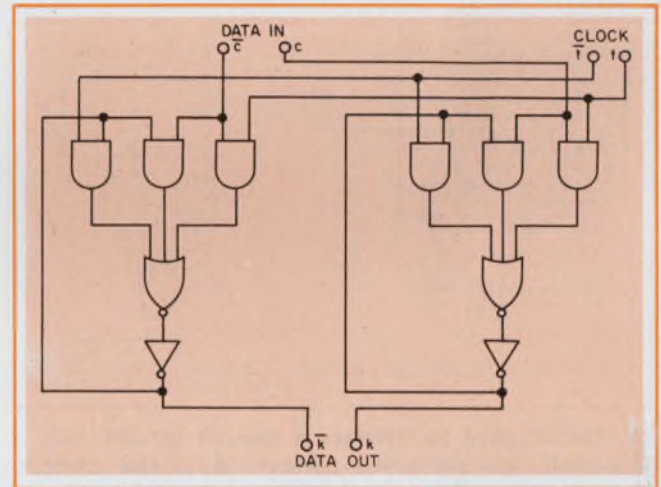 DATA IN
c̅ c
CLOCK
t̅ t
k̅ k
DATA OUT